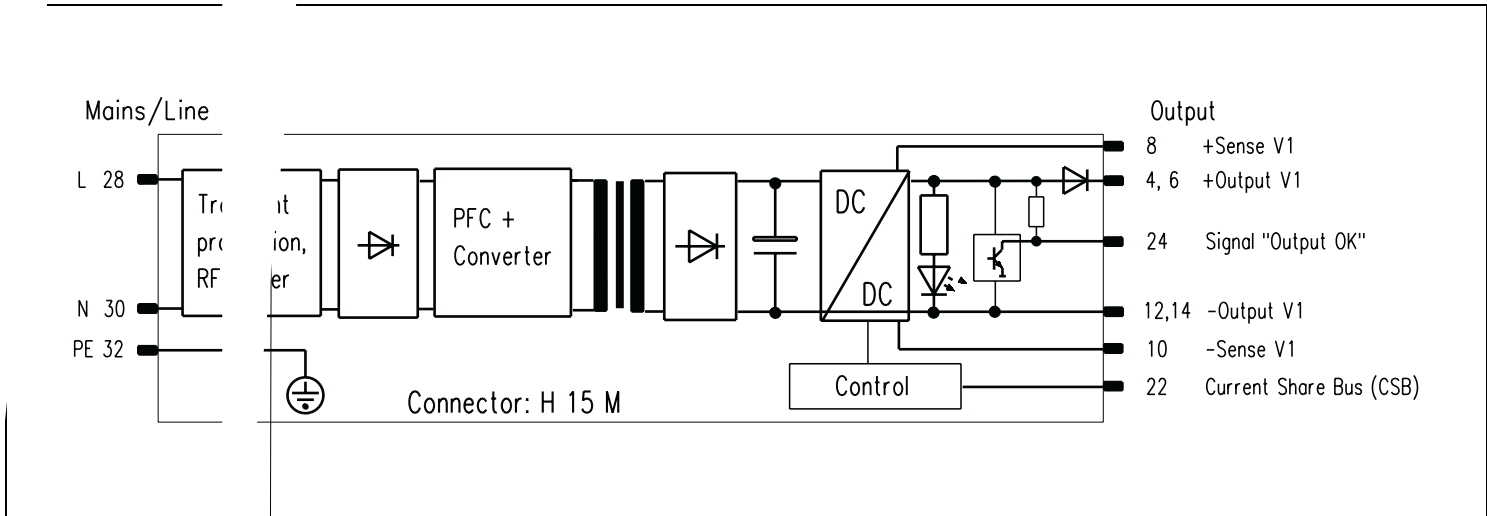 Mains/Line
Output
8 +Sense V1
L 28
4, 6 +Output V1
DC
PFC +
Converter
24 Signal "Output OK"
DC
N 30
12,14 -Output V1
PE 32
10 -Sense V1
Control
22 Current Share Bus (CSB)
Connector: H 15 M